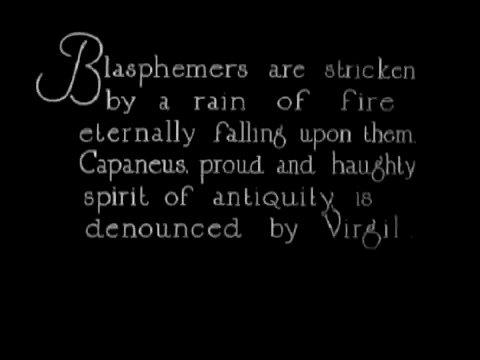 Blasphemers are stricken
by a rain of fire
eternally falling upon them.
Capaneus, proud and haughty
spirit of antiquity is
denounced by Virgil.